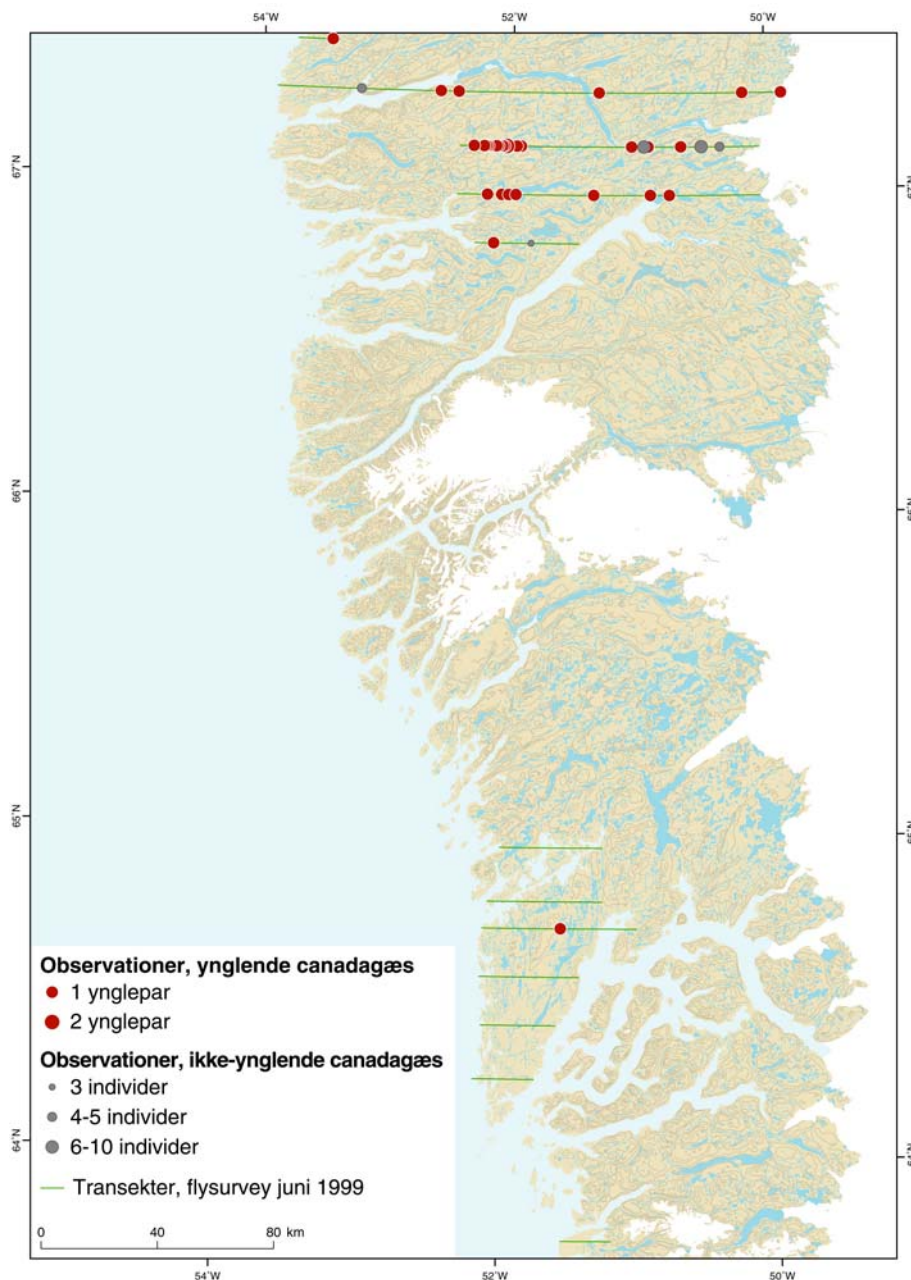 54°W 52°W 50°W
67°N
67°N
66°N
65°N
64°N
Observationer, ynglende canadagæs
1 ynglepar
2 ynglepar
Observationer, ikke-ynglende canadagæs
3 individer
4-5 individer
6-10 individer
Transekter, flysurvey juni 1999
0 40 80 km
54°W 52°W 50°W